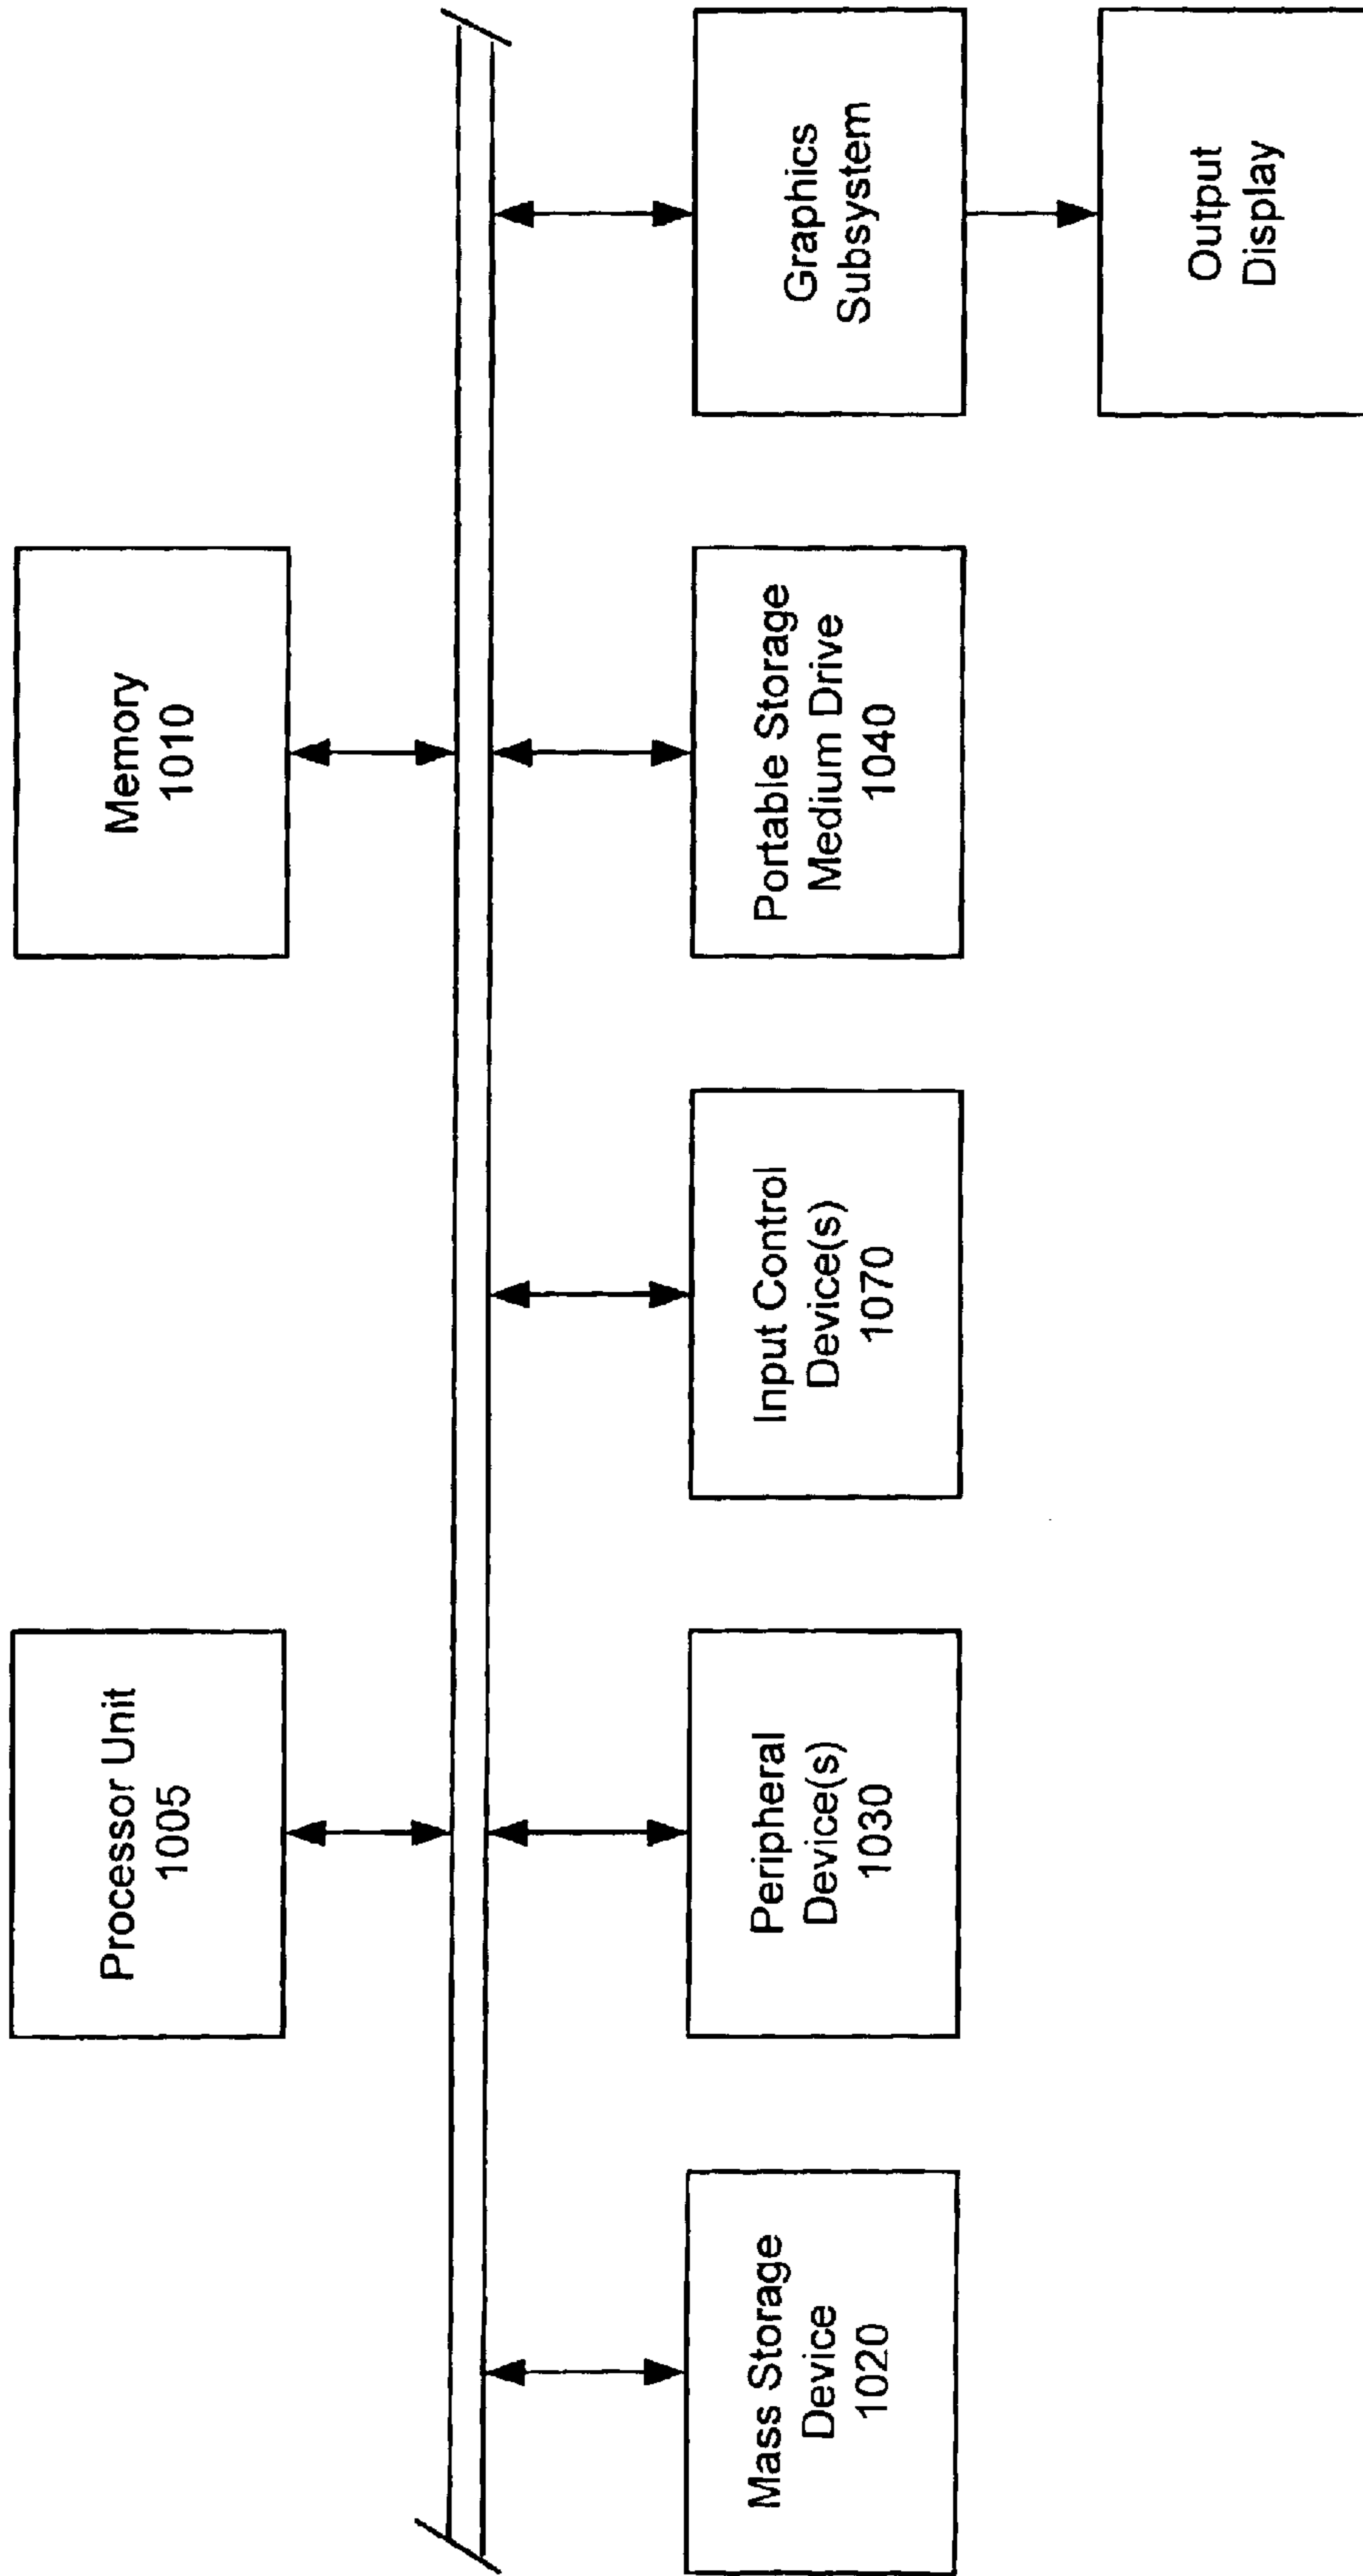 Processor Unit
1005
Memory
1010
Mass Storage
Device
1020
Peripheral
Device(s)
1030
Input Control
Device(s)
1070
Portable Storage
Medium Drive
1040
Graphics
Subsystem
Output
Display